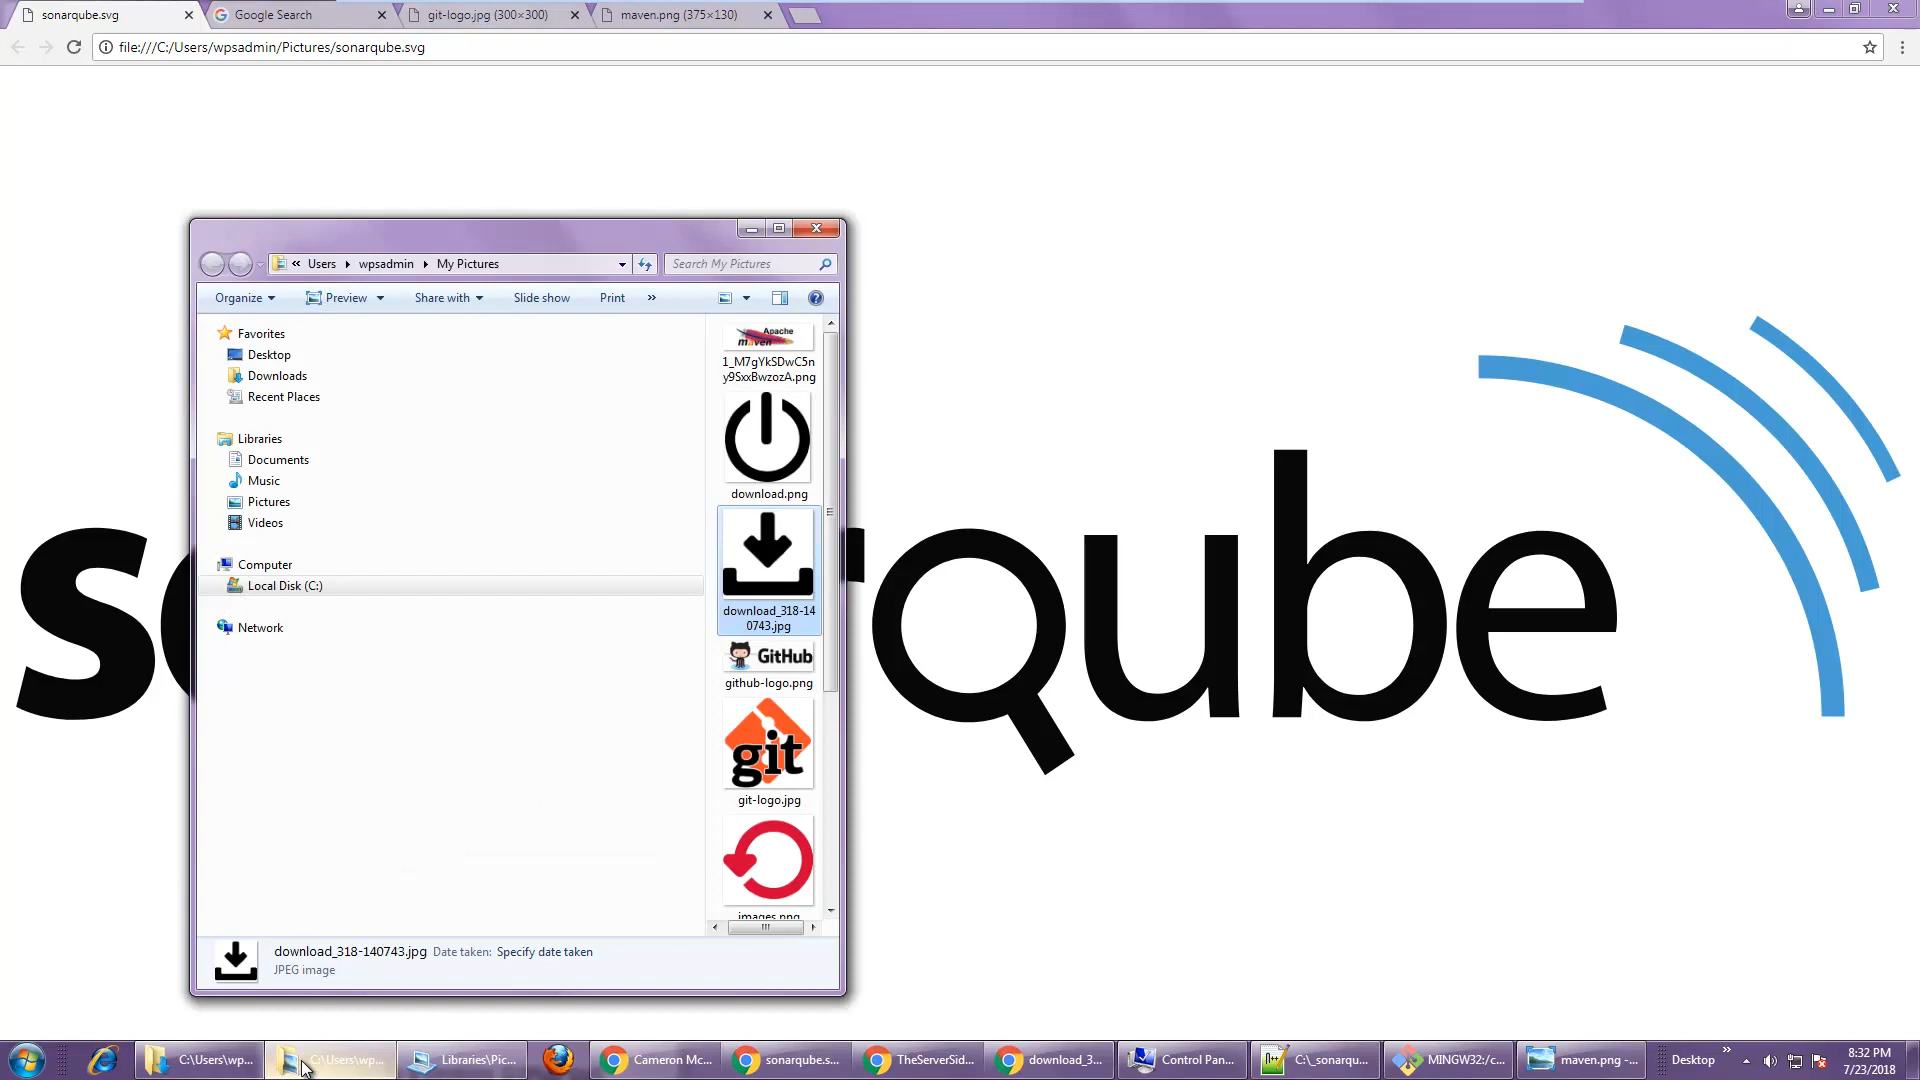 sonarqube.svg
Google Search
git-logo.jpg (300×300)
maven.png (375×130)
file:///C:/Users/wpsadmin/Pictures/sonarqube.svg
« Users wpsadmin My Pictures
Search My Pictures
Organize Preview Share with Slide show Print »
Favorites
Desktop
Downloads
Recent Places
Libraries
Documents
Music
Pictures
Videos
Computer
Local Disk (C:)
Network
Apache
maven
1_M7gYkSDwC5n
y9SxxBwzozA.png
download.png
download_318-14
0743.jpg
GitHub
github-logo.png
git
git-logo.jpg
images.png
download_318-140743.jpg Date taken: Specify date taken
JPEG image
qube
C:\Users\wp...
C:\Users\wp...
Libraries\Pic...
Cameron Mc...
sonarqube.s...
TheServerSid...
download_3...
Control Pan...
C:\_sonarqu...
MINGW32:/c...
maven.png -...
Desktop »
8:32 PM
7/23/2018